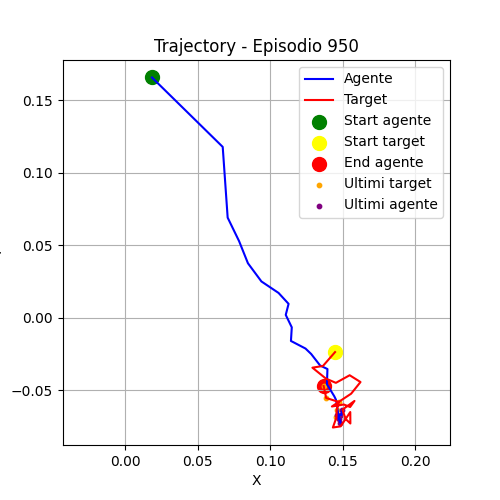 Trajectory - Episodio 950
Agente
Target
Start agente
Start target
End agente
Ultimi target
Ultimi agente
0.15
0.10
0.05
0.00
−0.05
0.00
0.05
0.10
0.15
0.20
X